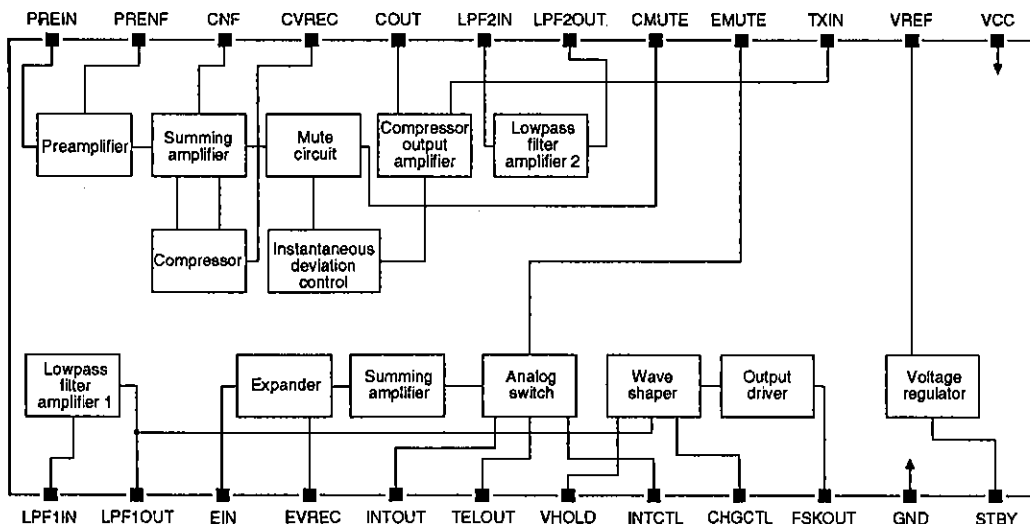 PREIN PRENF CNF CVREC COUT LPF2IN LPF2OUT CMUTE EMUTE TXIN VREF VCC
Preamplifier
Summing
amplifier
Mute
circuit
Compressor
output
amplifier
Lowpass
filter
amplifier 2
Compressor
Instantaneous
deviation
control
Lowpass
filter
amplifier 1
Expander
Summing
amplifier
Analog
switch
Wave
shaper
Output
driver
Voltage
regulator
LPF1IN LPF1OUT EIN EVREC INTOUT TELOUT VHOLD INTCTL CHGCTL FSKOUT GND STBY